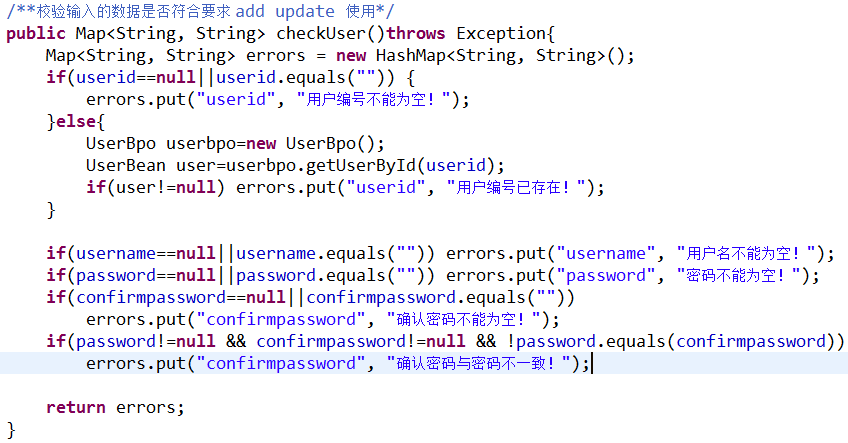 /**校验输入的数据是否符合要求 add update 使用*/
public Map<String, String> checkUser()throws Exception{
Map<String, String> errors = new HashMap<String, String>();
if(userid==null||userid.equals("")) {
errors.put("userid", "用户编号不能为空！");
}else{
UserBpo userbpo=new UserBpo();
UserBean user=userbpo.getUserById(userid);
if(user!=null) errors.put("userid", "用户编号已存在！");
}
if(username==null||username.equals("")) errors.put("username", "用户名不能为空！");
if(password==null||password.equals("")) errors.put("password", "密码不能为空！");
if(confirmpassword==null||confirmpassword.equals(""))
errors.put("confirmpassword", "确认密码不能为空！");
if(password!=null && confirmpassword!=null && !password.equals(confirmpassword))
errors.put("confirmpassword", "确认密码与密码不一致！");
return errors;
}